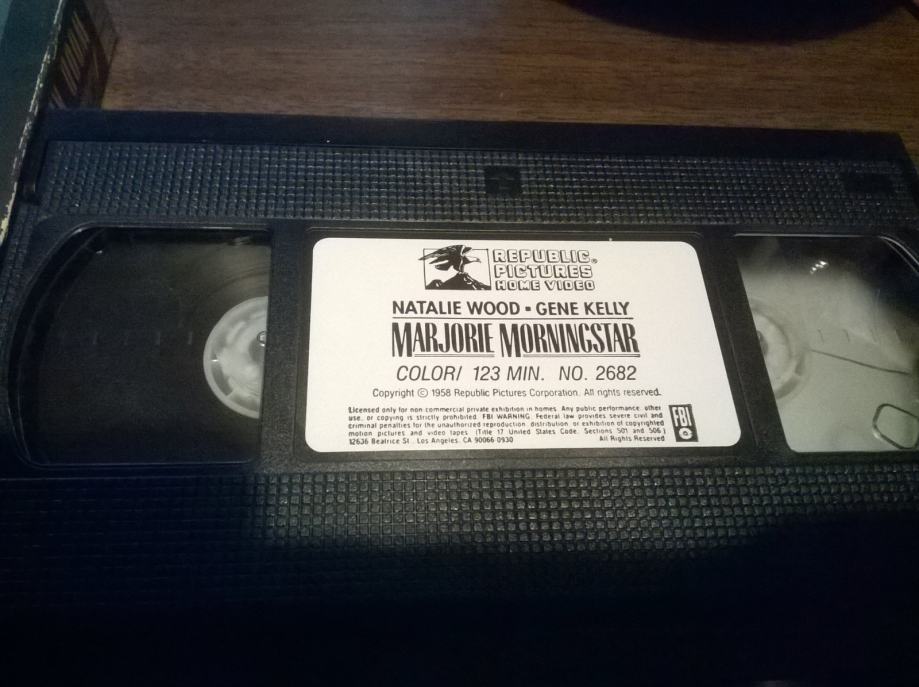 REPUBLIC®
PICTURES
HOME VIDEO
NATALIE WOOD ▪ GENE KELLY
MARJORIE MORNINGSTAR
COLOR/ 123 MIN. NO. 2682
Copyright © 1958 Republic Pictures Corporation. All rights reserved.
Licensed only for non commercial private exhibition in homes. Any public performance, other
use, or copying is strictly prohibited. FBI WARNING. Federal law provides severe civil and
criminal penalties for the unauthorized reproduction, distribution, or exhibition of copyrighted
motion pictures and video tapes. (Title 17 United States Code, Sections 501 and 506)
12636 Beatrice St., Los Angeles, CA 90066-0930 All Rights Reserved
FBI